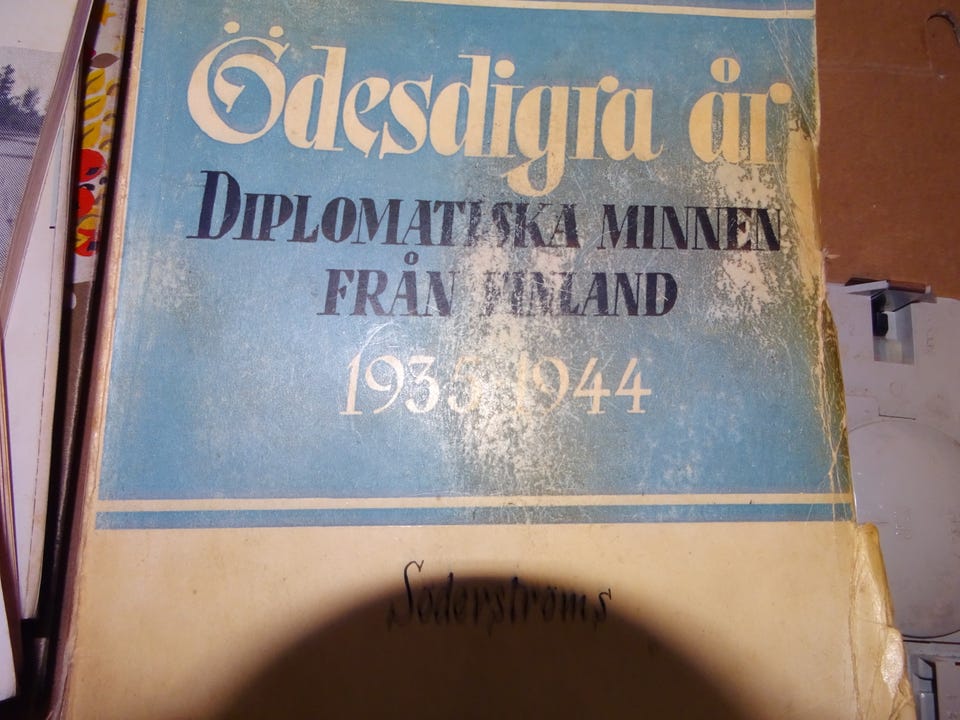 Ödesdigra år
DIPLOMATISKA MINNEN
FRÅN FINLAND
1935-1944
Söderströms